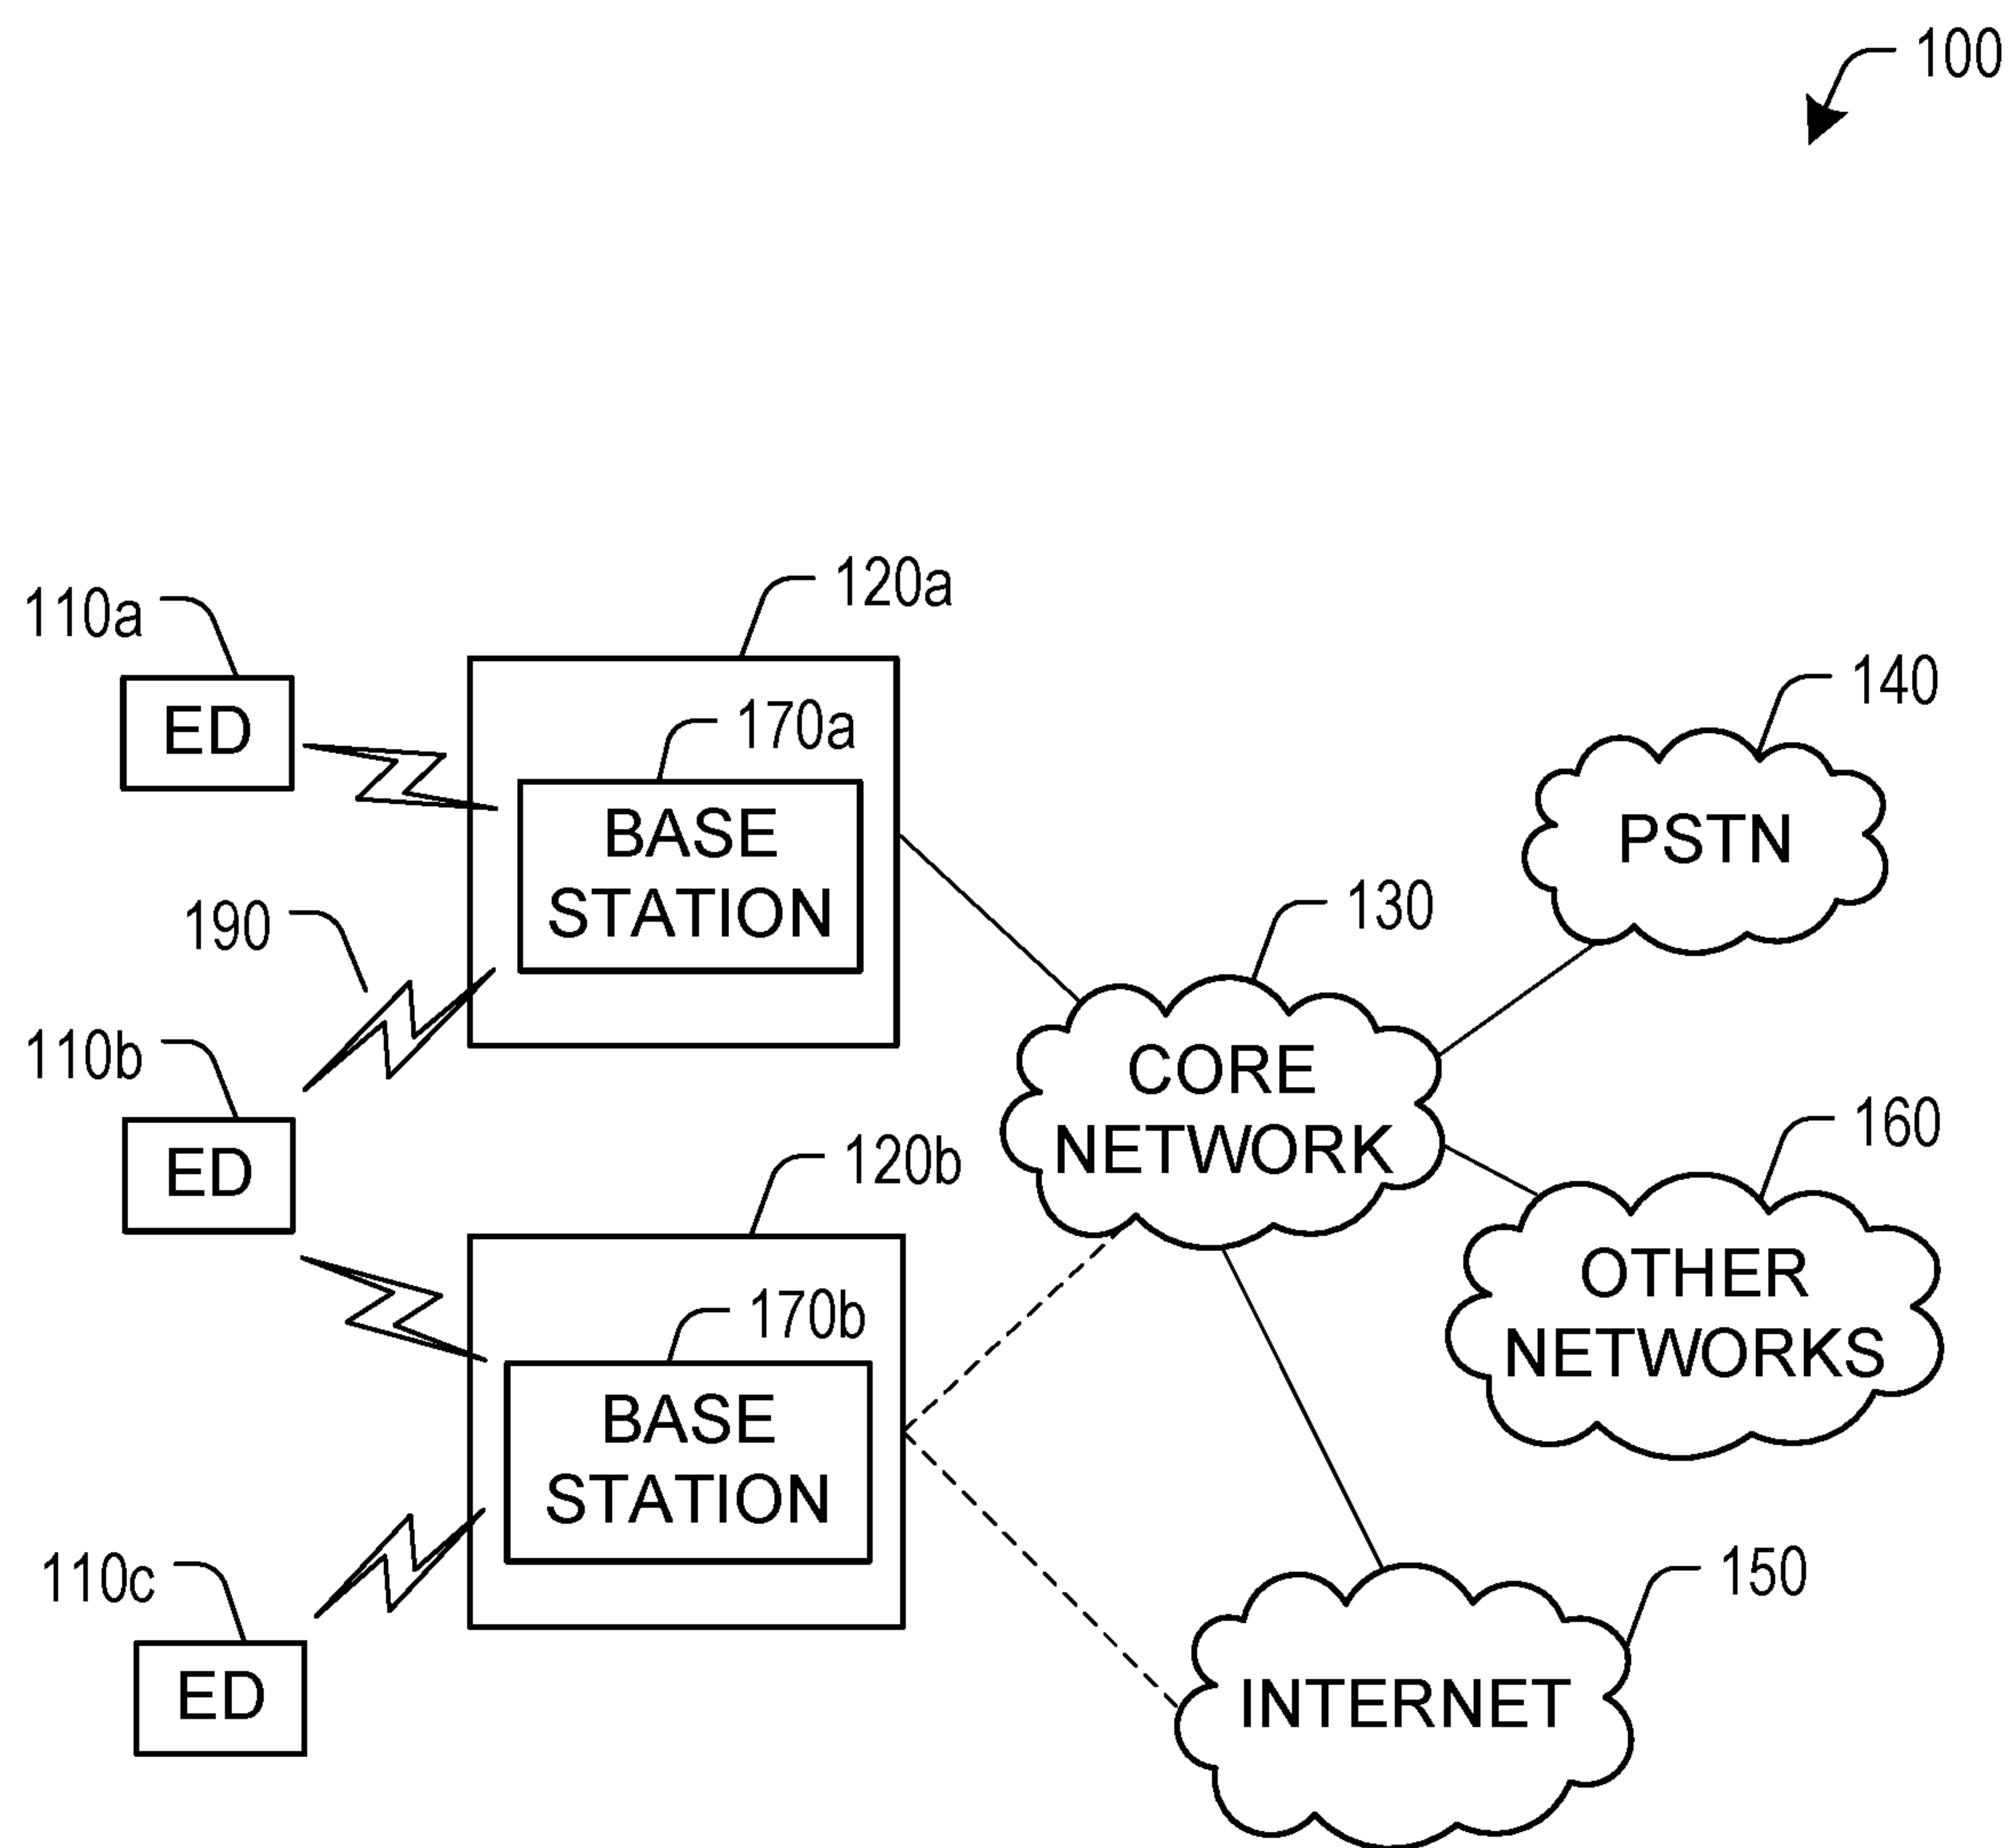 100
120a
110a
ED
170a
BASE
STATION
140
PSTN
190
130
CORE
NETWORK
110b
ED
120b
160
OTHER
NETWORKS
170b
BASE
STATION
110c
ED
150
INTERNET